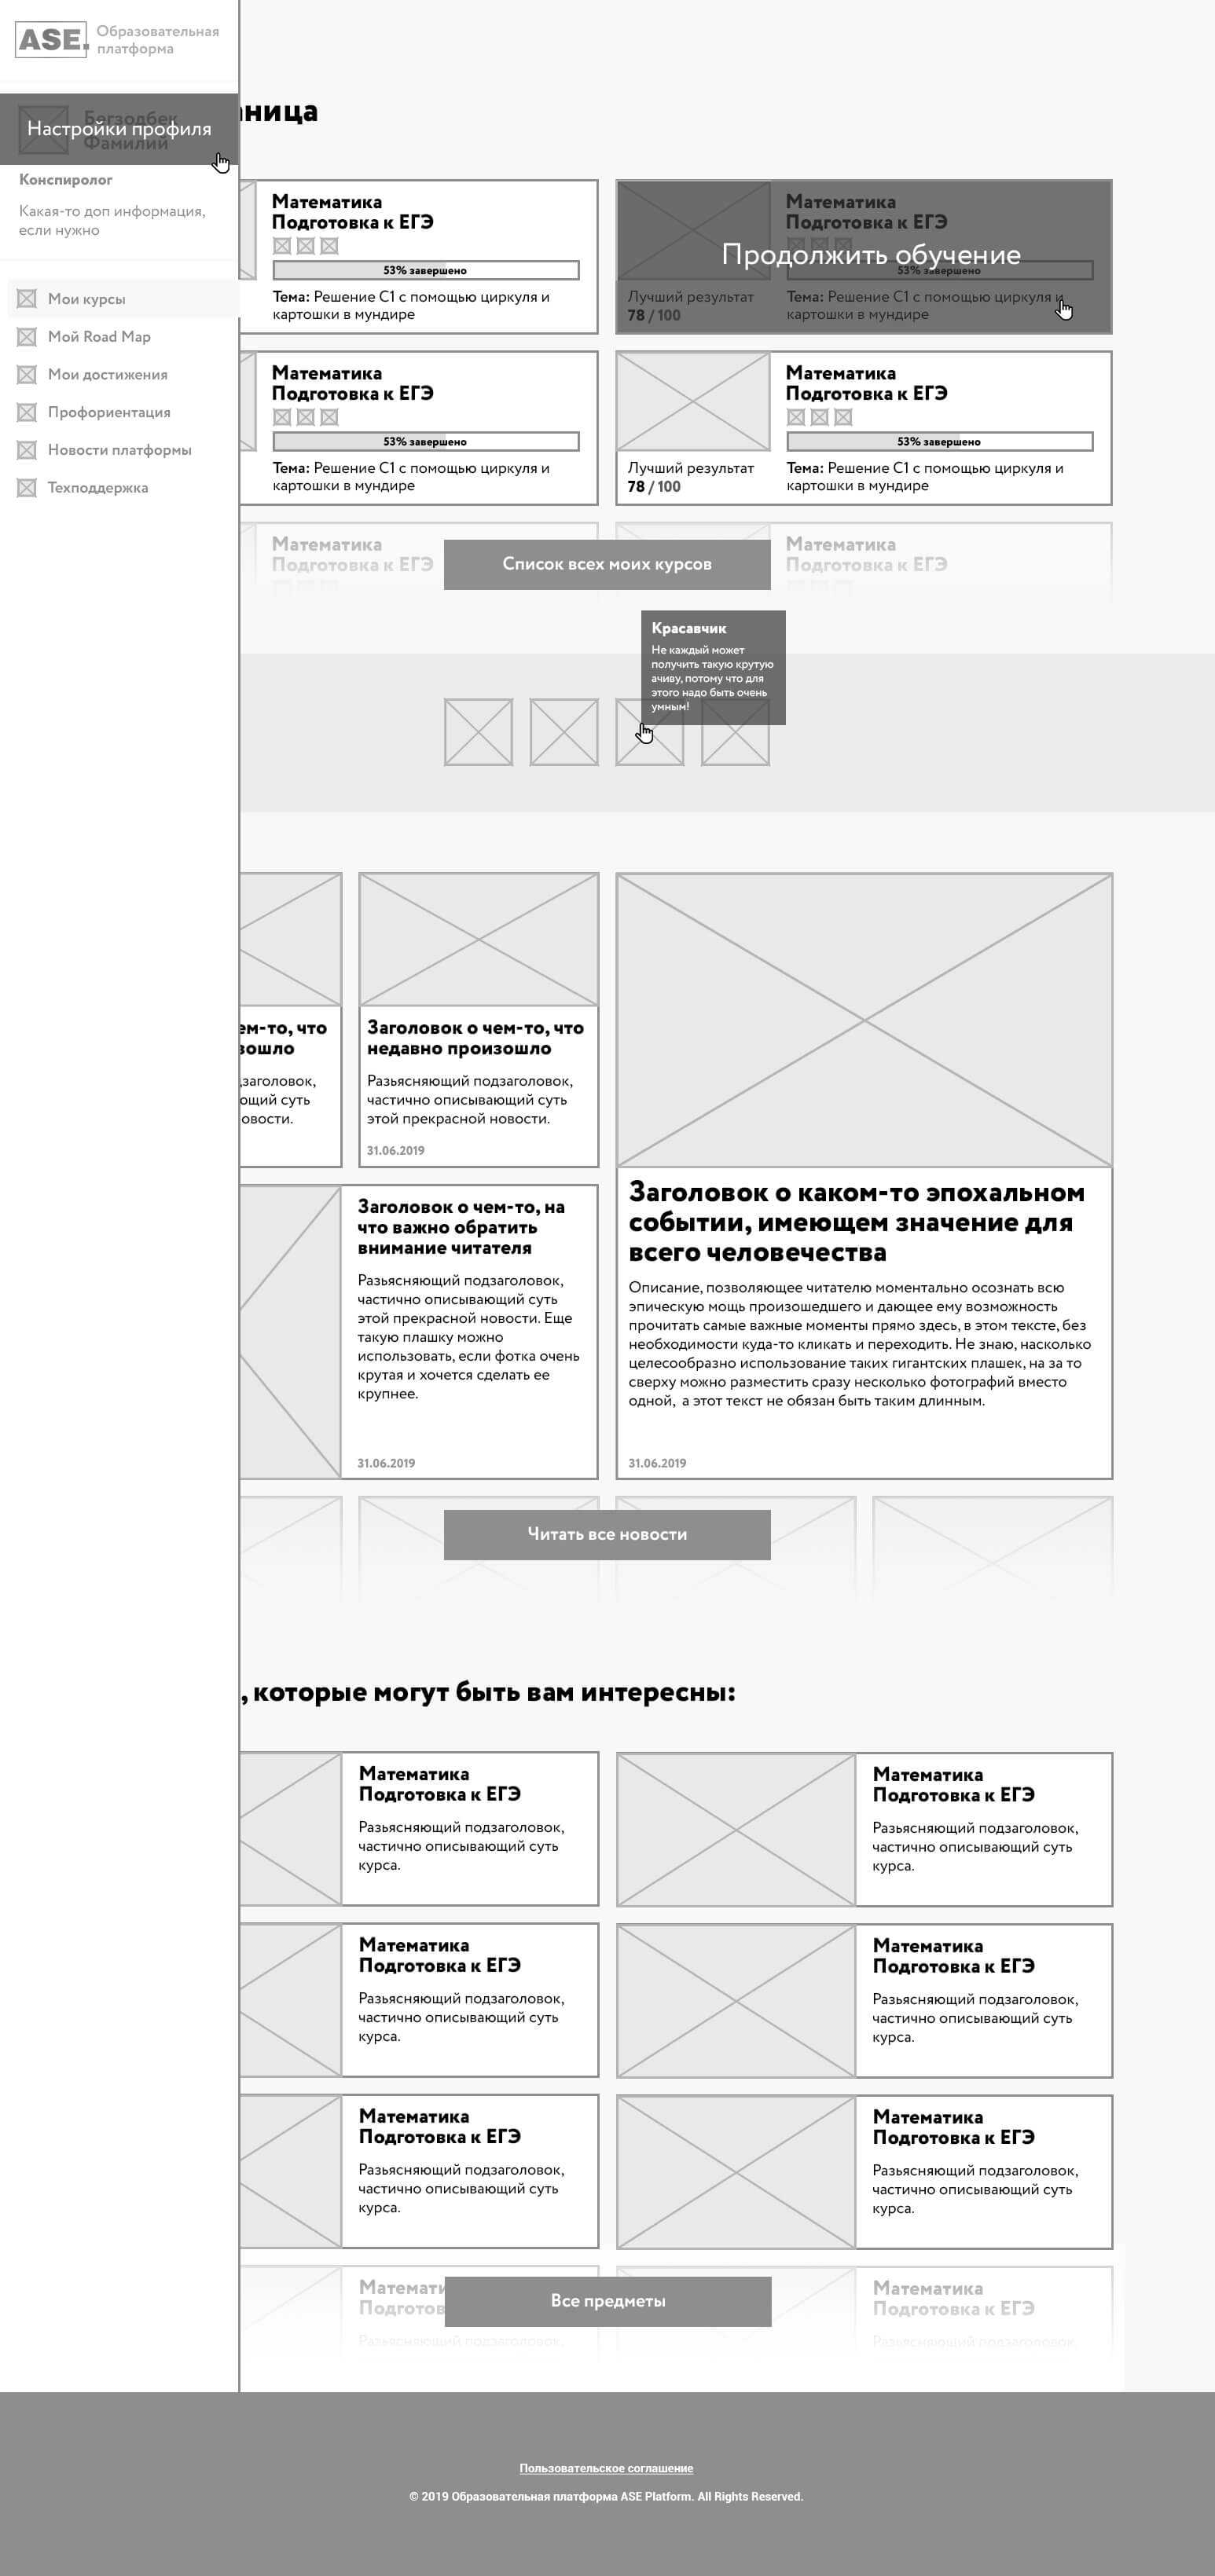 ASE.
Образовательная
платформа
Бегзодбек
Фамилий
Настройки профиля
Конспиролог
Какая-то доп информация,
если нужно
Мои курсы
Мой Road Map
Мои достижения
Профориентация
Новости платформы
Техподдержка
ница
Математика
Подготовка к ЕГЭ
53% завершено
Тема: Решение С1 с помощью циркуля и
картошки в мундире
Математика
Подготовка к ЕГЭ
Продолжить обучение
53% завершено
Лучший результат
78 / 100
Тема: Решение С1 с помощью циркуля и
картошки в мундире
Математика
Подготовка к ЕГЭ
53% завершено
Тема: Решение С1 с помощью циркуля и
картошки в мундире
Математика
Подготовка к ЕГЭ
53% завершено
Лучший результат
78 / 100
Тема: Решение С1 с помощью циркуля и
картошки в мундире
Математика
Подготовка к ЕГЭ
Математика
Подготовка к ЕГЭ
Список всех моих курсов
Красавчик
Не каждый может
получить такую крутую
ачиву, потому что для
этого надо быть очень
умным!
ем-то, что
зошло
дзаголовок,
ющий суть
овости.
Заголовок о чем-то, что
недавно произошло
Разьясняющий подзаголовок,
частично описывающий суть
этой прекрасной новости.
31.06.2019
Заголовок о чем-то, на
что важно обратить
внимание читателя
Разьясняющий подзаголовок,
частично описывающий суть
этой прекрасной новости. Еще
такую плашку можно
использовать, если фотка очень
крутая и хочется сделать ее
крупнее.
31.06.2019
Заголовок о каком-то эпохальном
событии, имеющем значение для
всего человечества
Описание, позволяющее читателю моментально осознать всю
эпическую мощь произошедшего и дающее ему возможность
прочитать самые важные моменты прямо здесь, в этом тексте, без
необходимости куда-то кликать и переходить. Не знаю, насколько
целесообразно использование таких гигантских плашек, на за то
сверху можно разместить сразу несколько фотографий вместо
одной, а этот текст не обязан быть таким длинным.
31.06.2019
Читать все новости
, которые могут быть вам интересны:
Математика
Подготовка к ЕГЭ
Разьясняющий подзаголовок,
частично описывающий суть
курса.
Математика
Подготовка к ЕГЭ
Разьясняющий подзаголовок,
частично описывающий суть
курса.
Математика
Подготовка к ЕГЭ
Разьясняющий подзаголовок,
частично описывающий суть
курса.
Математика
Подготовка к ЕГЭ
Разьясняющий подзаголовок,
частично описывающий суть
курса.
Математика
Подготовка к ЕГЭ
Разьясняющий подзаголовок,
частично описывающий суть
курса.
Математика
Подготовка к ЕГЭ
Разьясняющий подзаголовок,
частично описывающий суть
курса.
Математи
Подготов
Разьясняющий подзаголовок,
Математика
Подготовка к ЕГЭ
Разьясняющий подзаголовок,
Все предметы
Пользовательское соглашение
© 2019 Образовательная платформа ASE Platform. All Rights Reserved.